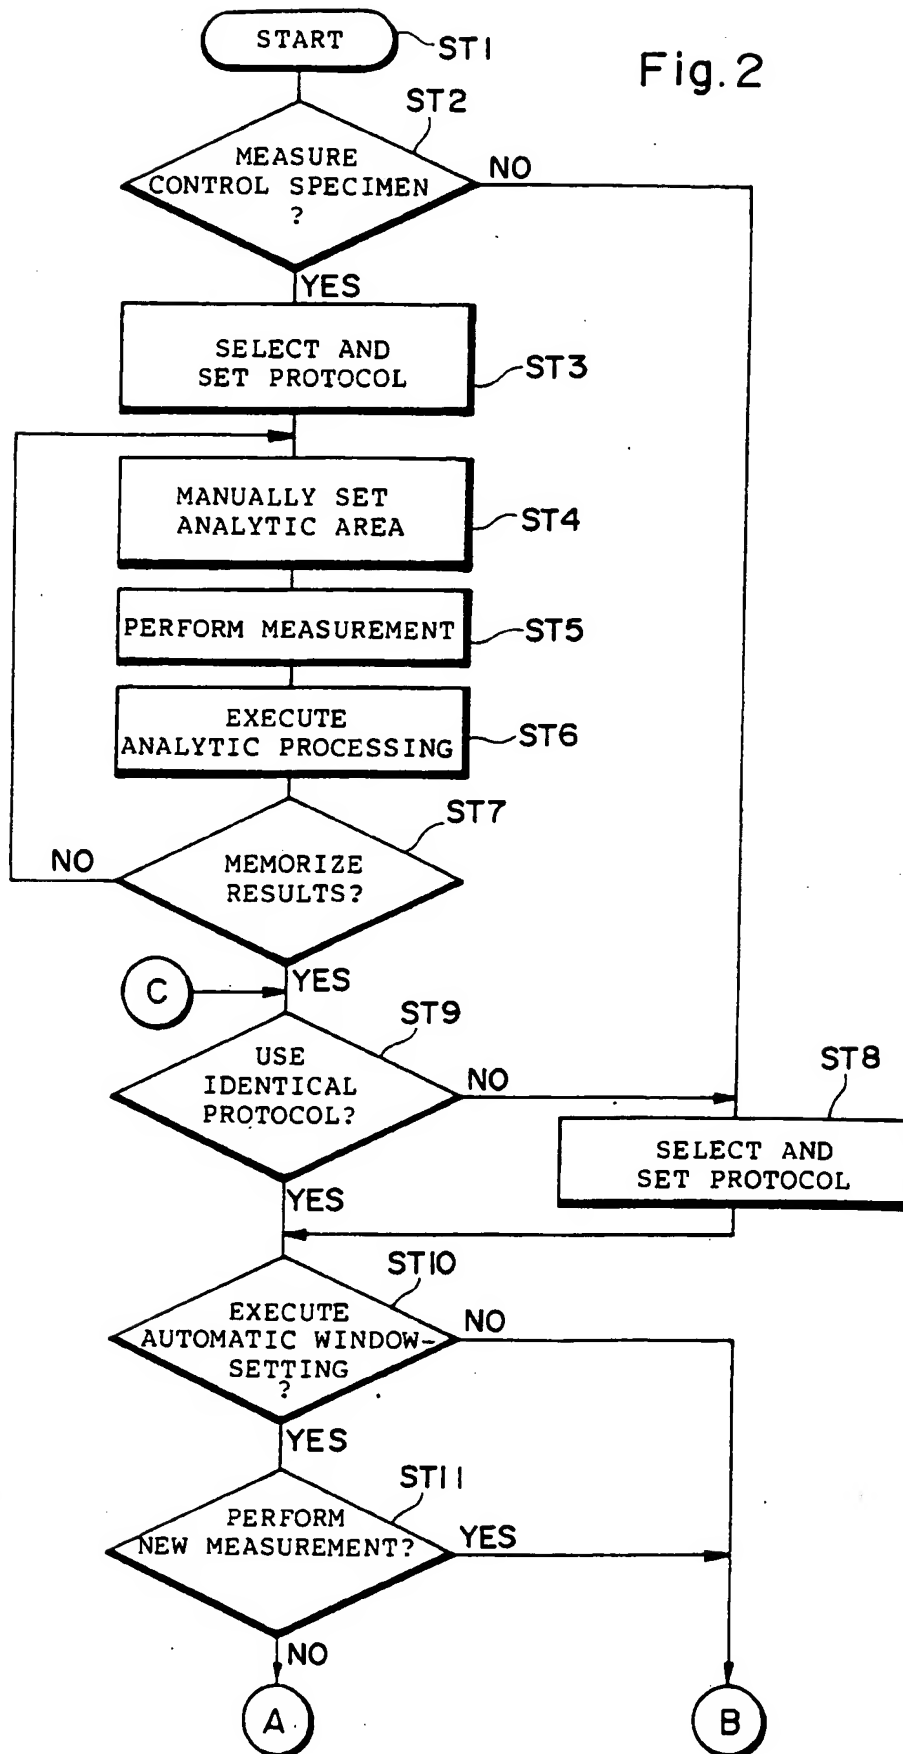 START
ST1
Fig.2
ST2
MEASURE
CONTROL SPECIMEN
?
NO
YES
SELECT AND
SET PROTOCOL
ST3
MANUALLY SET
ANALYTIC AREA
ST4
PERFORM MEASUREMENT
ST5
EXECUTE
ANALYTIC PROCESSING
ST6
ST7
MEMORIZE
RESULTS?
NO
YES
C
ST9
USE
IDENTICAL
PROTOCOL?
NO
ST8
SELECT AND
SET PROTOCOL
YES
ST10
EXECUTE
AUTOMATIC WINDOW-
SETTING
?
NO
YES
ST11
PERFORM
NEW MEASUREMENT?
YES
NO
A
B